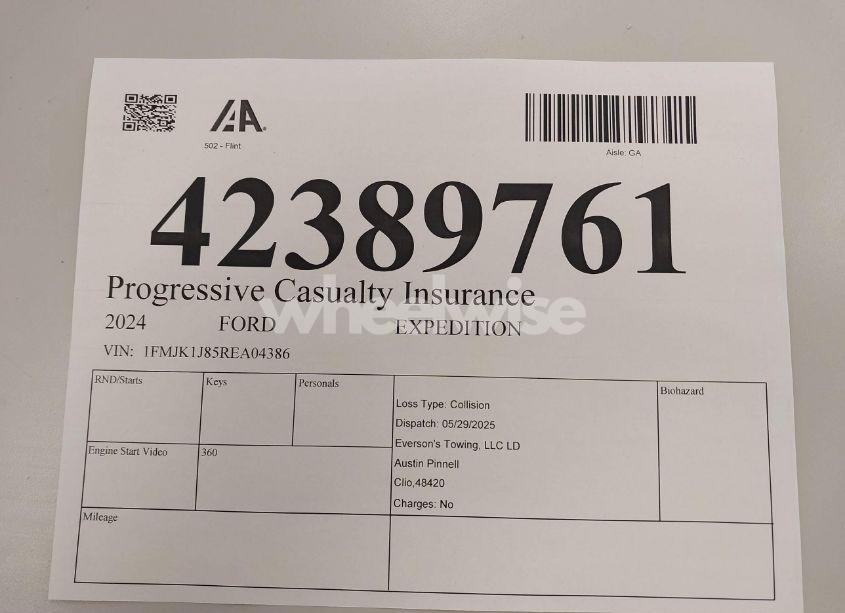 IAA
502 - Flint
Aisle: GA
42389761
Progressive Casualty Insurance
wheelwise
2024 FORD EXPEDITION
VIN: 1FMJK1J85REA04386
RND/Starts Keys Personals
Biohazard
Loss Type: Collision
Dispatch: 05/29/2025
Everson's Towing, LLC LD
Austin Pinnell
Clio,48420
Charges: No
Engine Start Video 360
Mileage